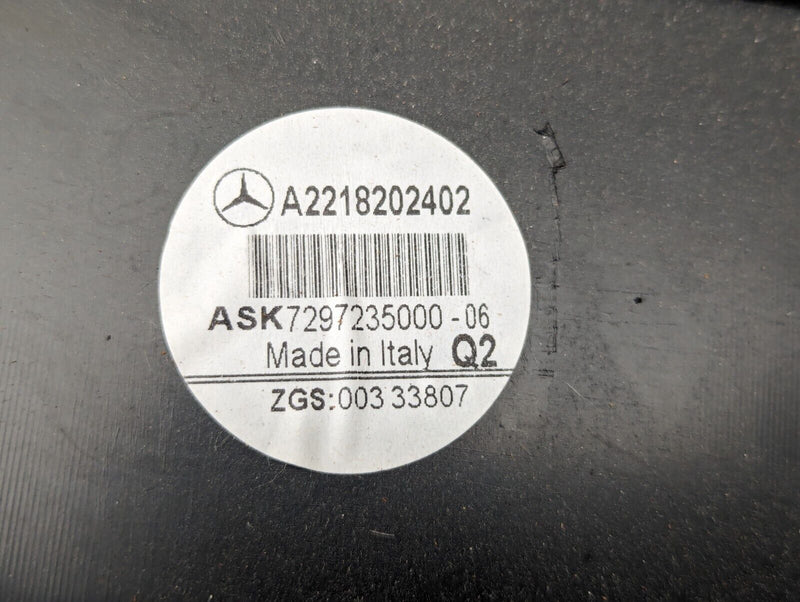 A2218202402
ASK7297235000-06
Made in Italy Q2
ZGS:003 33807